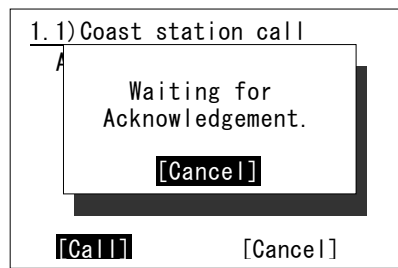 1.1)Coast station call
Waiting for
Acknowledgement.
[Cancel]
[Call] [Cancel]